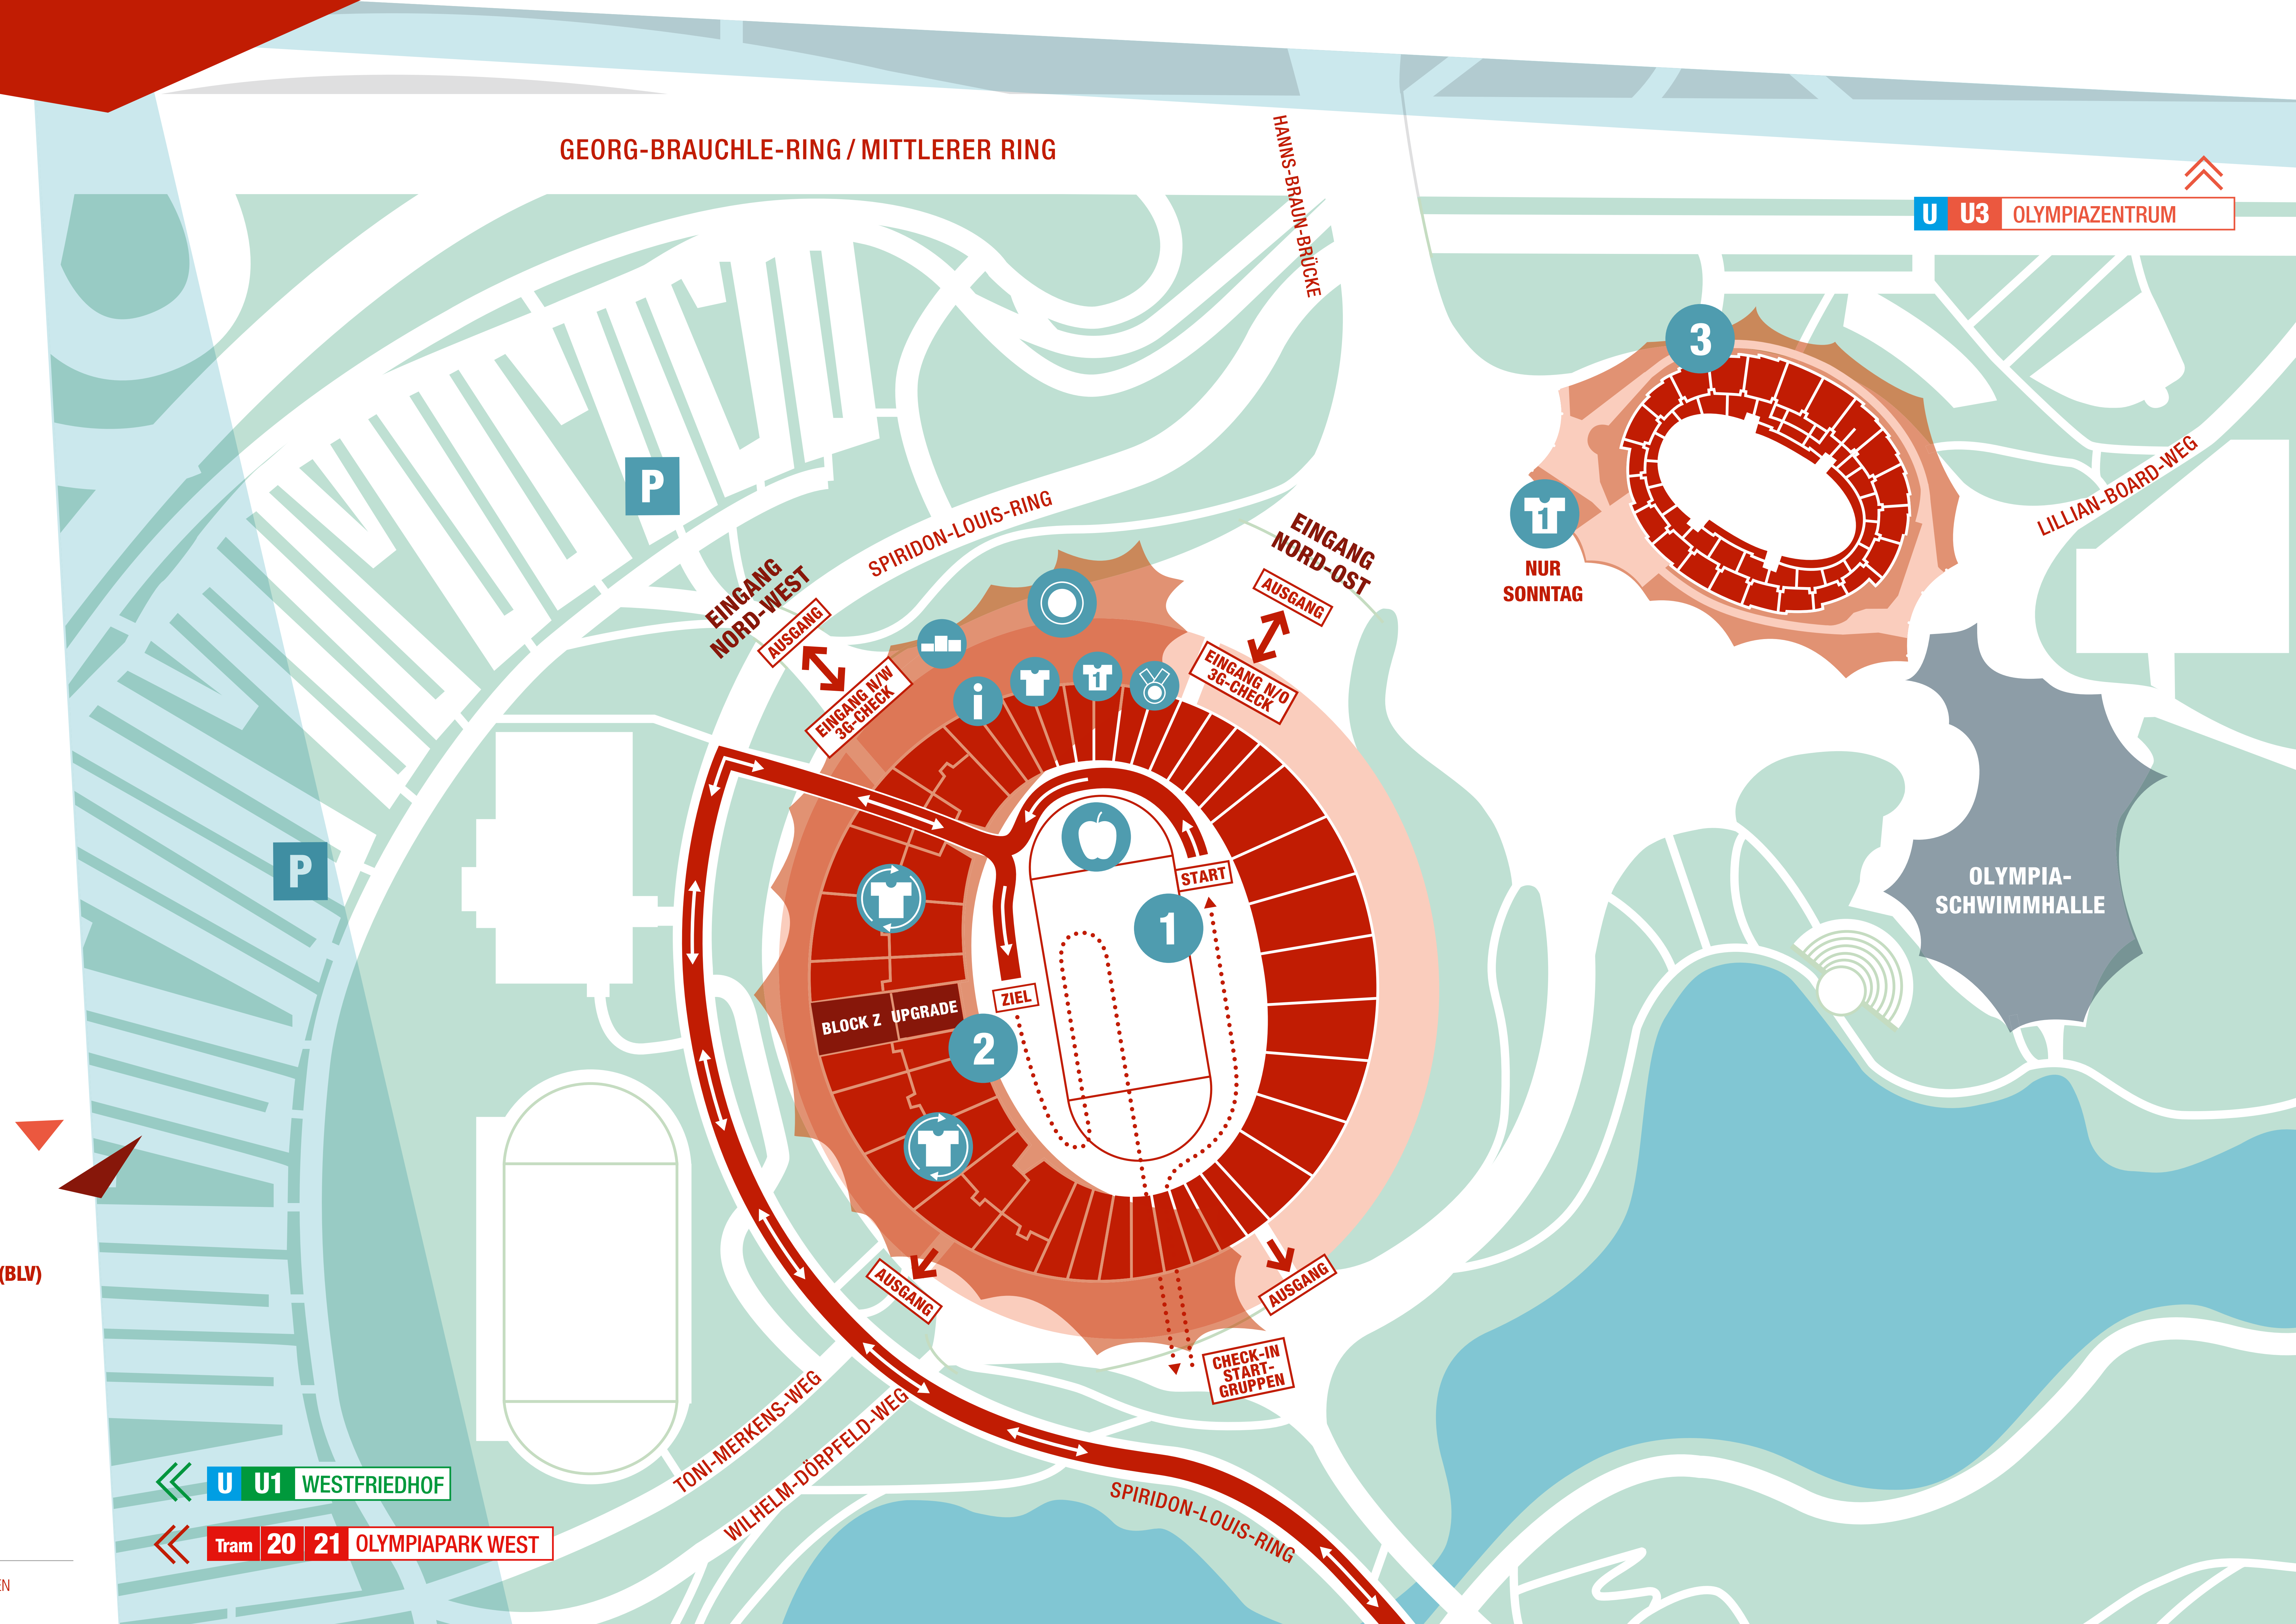 GEORG-BRAUCHLE-RING / MITTLERER RING
HANNS-BRAUN-BRÜCKE
U U3 OLYMPIAZENTRUM
3
LILLIAN-BOARD-WEG
1
NUR
SONNTAG
P
SPIRIDON-LOUIS-RING
EINGANG
NORD-OST
AUSGANG
EINGANG N/O
3G-CHECK
EINGANG
NORD-WEST
AUSGANG
EINGANG N/W
3G-CHECK
i
1
P
START
1
OLYMPIA-
SCHWIMMHALLE
ZIEL
BLOCK Z UPGRADE
2
(BLV)
AUSGANG
AUSGANG
CHECK-IN
START-
GRUPPEN
TONI-MERKENS-WEG
WILHELM-DÖRPFELD-WEG
SPIRIDON-LOUIS-RING
U U1 WESTFRIEDHOF
Tram 20 21 OLYMPIAPARK WEST
EN